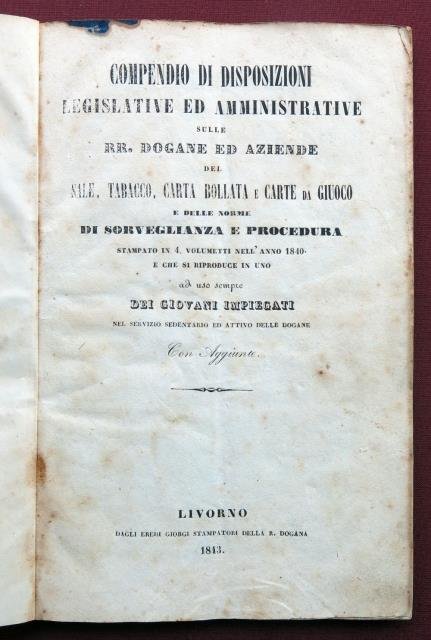 COMPENDIO DI DISPOSIZIONI
LEGISLATIVE ED AMMINISTRATIVE
SULLE
RR. DOGANE ED AZIENDE
DEL
SALE, TABACCO, CARTA BOLLATA E CARTE DA GIUOCO
E DELLE NORME
DI SORVEGLIANZA E PROCEDURA
STAMPATO IN 4. VOLUMETTI NELL'ANNO 1840.
E CHE SI RIPRODUCE IN UNO
ad uso sempre
DEI GIOVANI IMPIEGATI
NEL SERVIZIO SEDENTARIO ED ATTIVO DELLE DOGANE
Con Aggiunte.
LIVORNO
DAGLI EREDI GIORGI STAMPATORI DELLA R. DOGANA
1843.